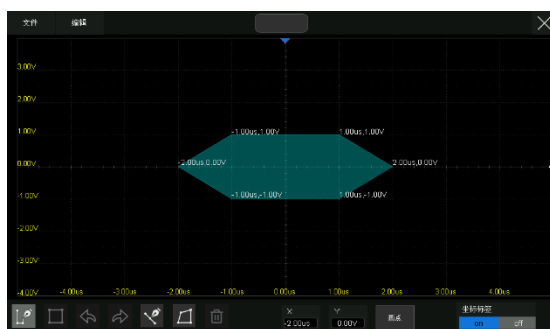 文件 编辑
3.00V
2.00V
1.00V
-1.00us,1.00V 1.00us,1.00V
0.00V
-2.00us,0.00V 2.00us,0.00V
-1.00V
-1.00us,-1.00V 1.00us,-1.00V
-2.00V
-3.00V
-4.00V -4.00us -3.00us -2.00us -1.00us 0.00us 1.00us 2.00us 3.00us 4.00us
X Y 坐标标签
-2.00us 0.00V 画点 on off